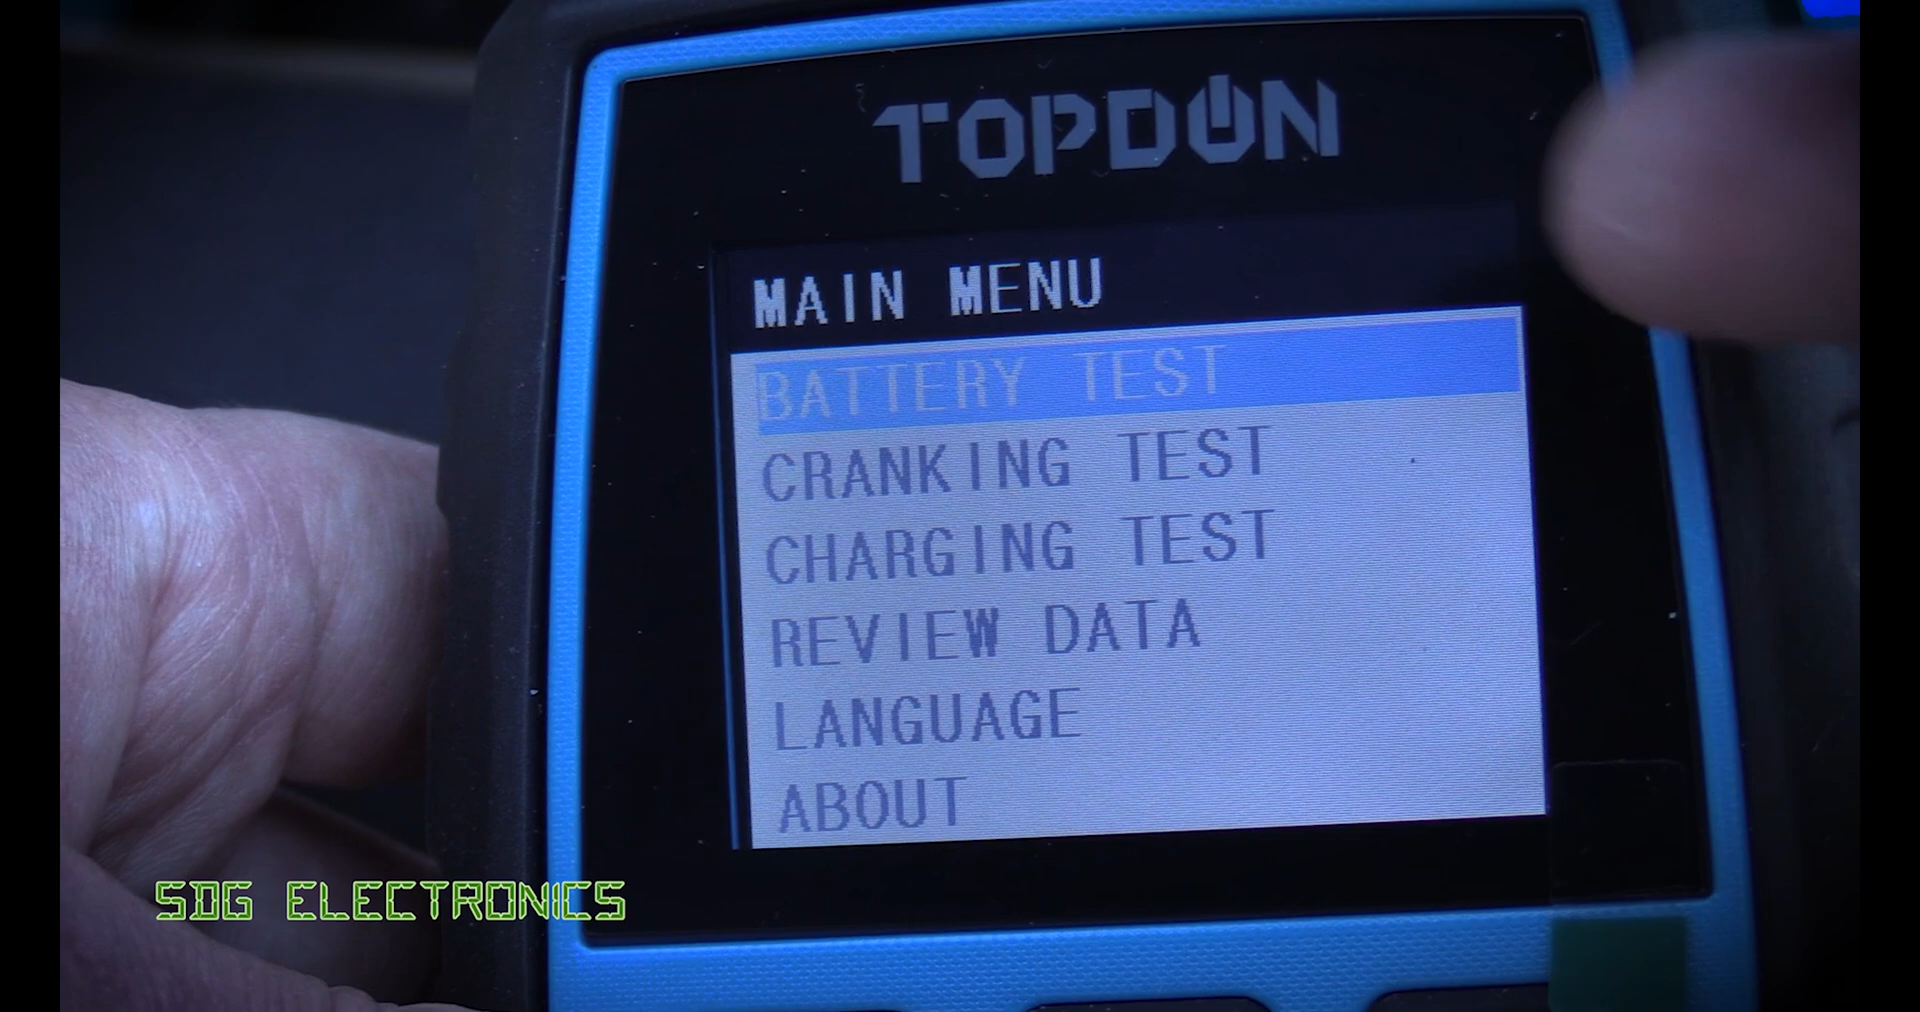 TOPDON
MAIN MENU
BATTERY TEST
CRANKING TEST
CHARGING TEST
REVIEW DATA
LANGUAGE
ABOUT
SDG ELECTRONICS